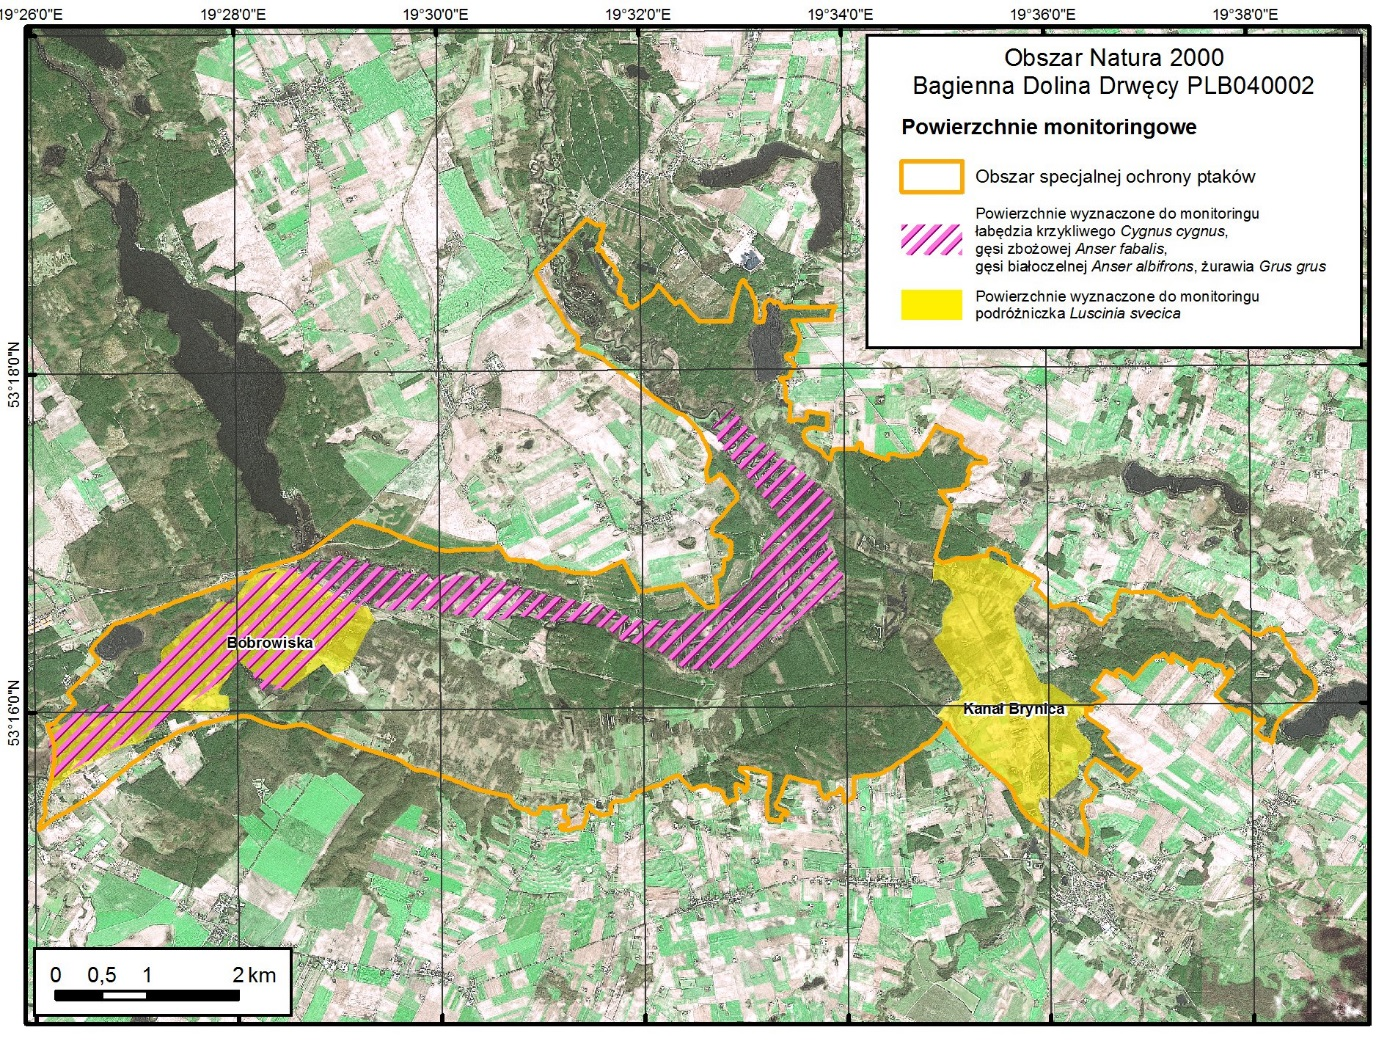 19°26'0"E 19°28'0"E 19°30'0"E 19°32'0"E 19°34'0"E 19°36'0"E 19°38'0"E
Obszar Natura 2000
Bagienna Dolina Drwęcy PLB040002
Powierzchnie monitoringowe
Obszar specjalnej ochrony ptaków
Powierzchnie wyznaczone do monitoringu
łabędzia krzykliwego Cygnus cygnus,
gęsi zbożowej Anser fabalis,
gęsi białoczelnej Anser albifrons, żurawia Grus grus
Powierzchnie wyznaczone do monitoringu
podróżniczka Luscinia svecica
53°18'0"N
Bobrowiska
53°16'0"N
Kanał Brynica
0 0,5 1 2 km